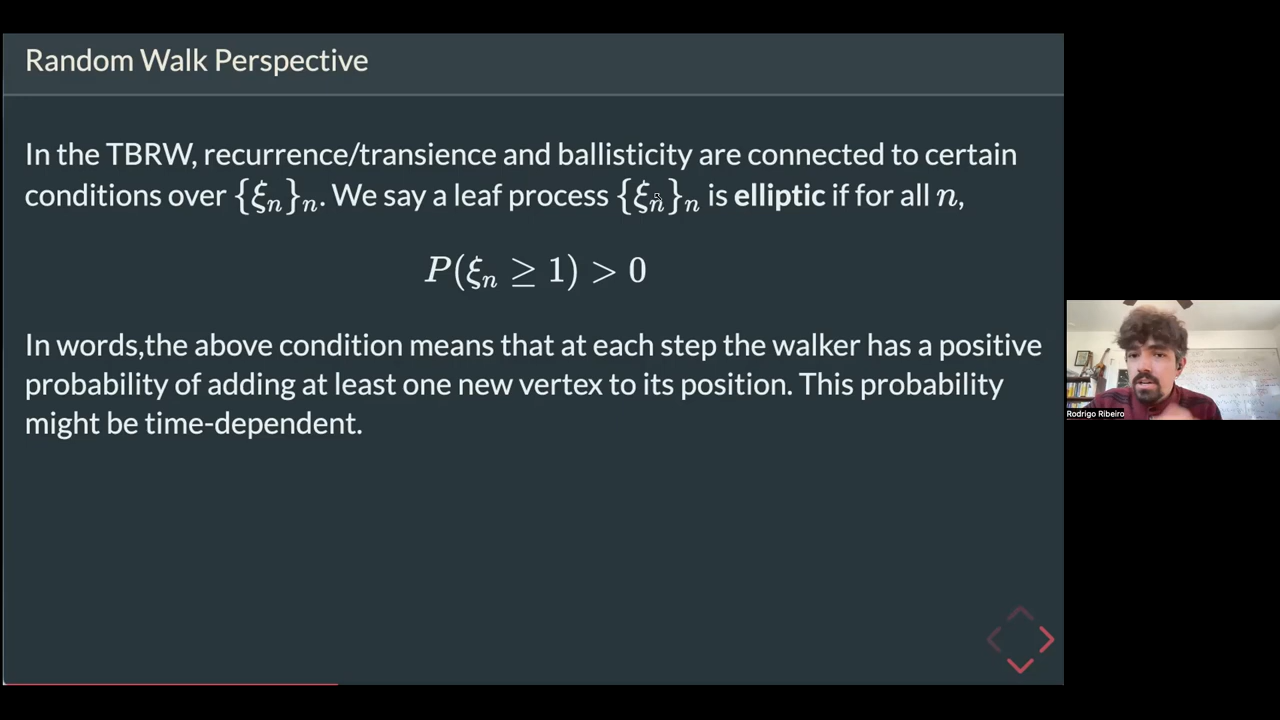 Random Walk Perspective
In the TBRW, recurrence/transience and ballisticity are connected to certain
conditions over {ξₙ}ₙ. We say a leaf process {ξₙ}ₙ is elliptic if for all n,
P(ξₙ ≥ 1) > 0
In words,the above condition means that at each step the walker has a positive
probability of adding at least one new vertex to its position. This probability
might be time-dependent.
Rodrigo Ribeiro